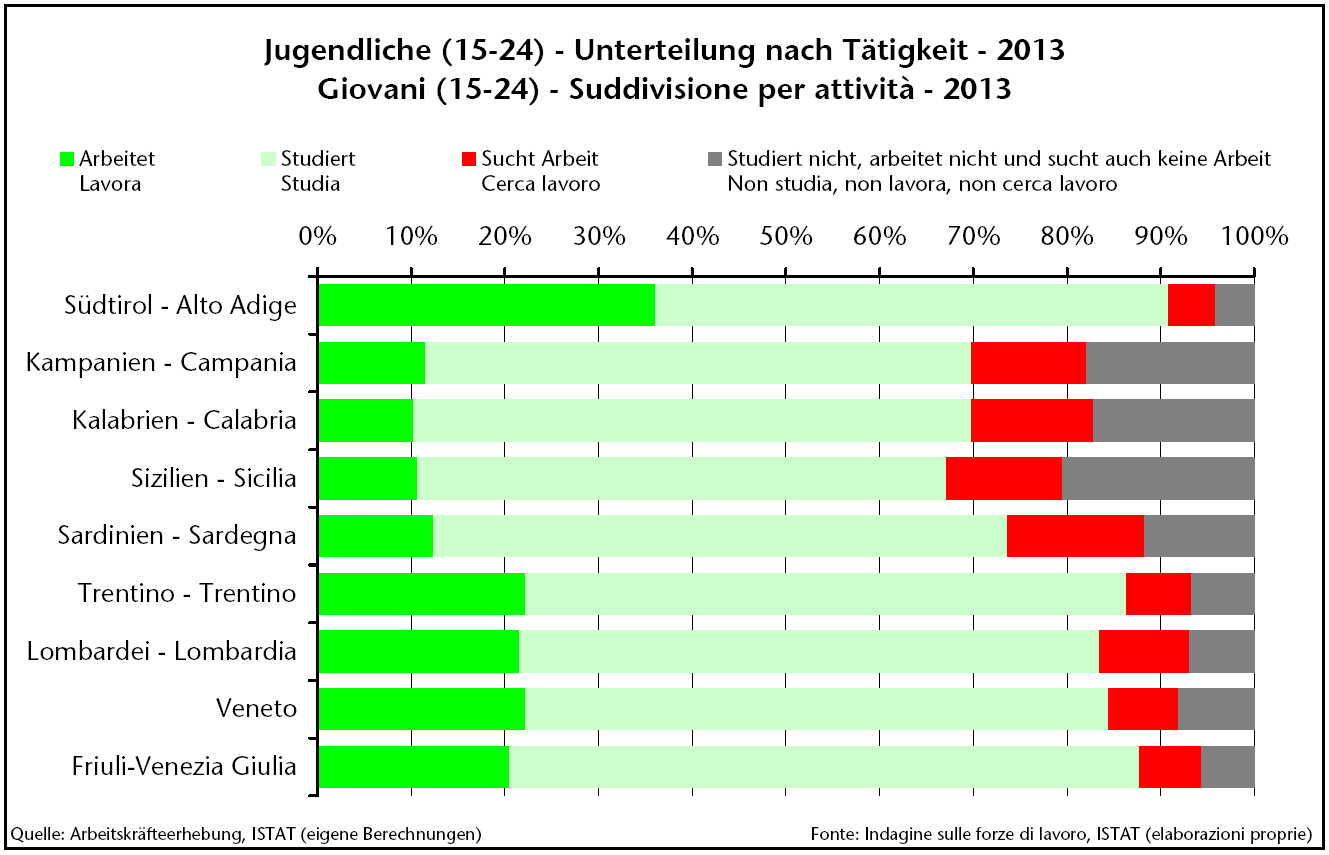 Jugendliche (15-24) - Unterteilung nach Tätigkeit - 2013
Giovani (15-24) - Suddivisione per attività - 2013
Arbeitet
Lavora
Studiert
Studia
Sucht Arbeit
Cerca lavoro
Studiert nicht, arbeitet nicht und sucht auch keine Arbeit
Non studia, non lavora, non cerca lavoro
0% 10% 20% 30% 40% 50% 60% 70% 80% 90% 100%
Südtirol - Alto Adige
Kampanien - Campania
Kalabrien - Calabria
Sizilien - Sicilia
Sardinien - Sardegna
Trentino - Trentino
Lombardei - Lombardia
Veneto
Friuli-Venezia Giulia
Quelle: Arbeitskräfteerhebung, ISTAT (eigene Berechnungen)
Fonte: Indagine sulle forze di lavoro, ISTAT (elaborazioni proprie)